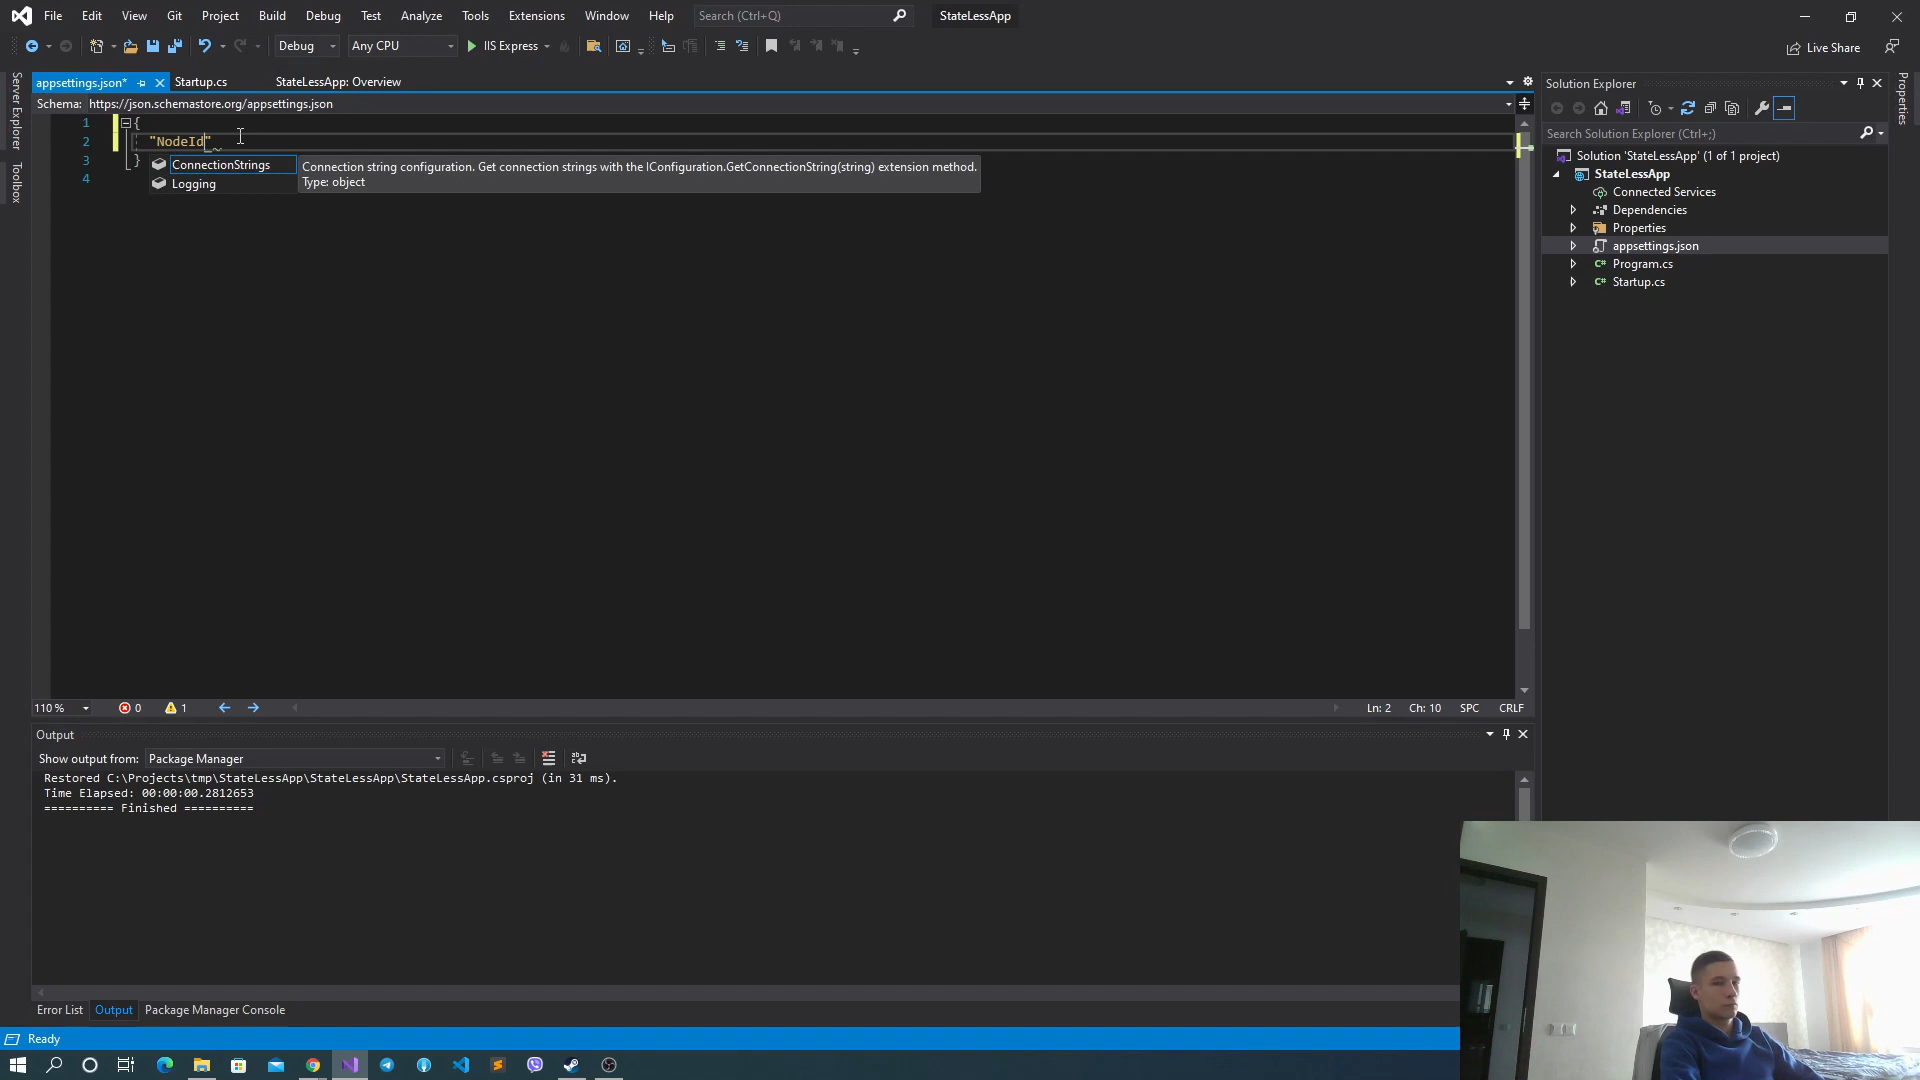 File Edit View Git Project Build Debug Test Analyze Tools Extensions Window Help Search (Ctrl+Q) StateLessApp
Debug Any CPU IIS Express Live Share
appsettings.json* Startup.cs StateLessApp: Overview
Schema: https://json.schemastore.org/appsettings.json
1 {
2 "NodeId"
3 }
4
ConnectionStrings
Logging
Connection string configuration. Get connection strings with the IConfiguration.GetConnectionString(string) extension method.
Type: object
110 % 0 1 Ln: 2 Ch: 10 SPC CRLF
Output
Show output from: Package Manager
Restored C:\Projects\tmp\StateLessApp\StateLessApp\StateLessApp.csproj (in 31 ms).
Time Elapsed: 00:00:00.2812653
========== Finished ==========
Error List Output Package Manager Console
Ready
Server Explorer
Toolbox
Solution Explorer
Search Solution Explorer (Ctrl+;)
Solution 'StateLessApp' (1 of 1 project)
StateLessApp
Connected Services
Dependencies
Properties
appsettings.json
C# Program.cs
C# Startup.cs
Properties